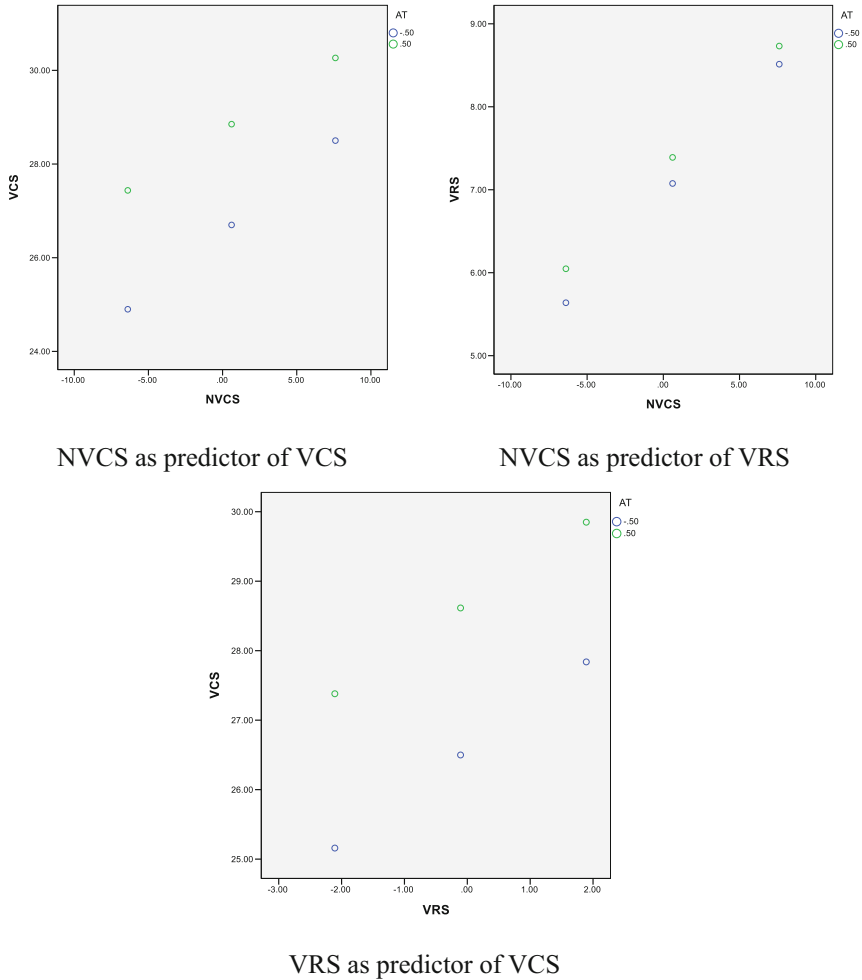 AT
-.50
.50
30.00
28.00
26.00
24.00
VCS
-10.00 -5.00 .00 5.00 10.00
NVCS
NVCS as predictor of VCS
AT
-.50
.50
9.00
8.00
7.00
6.00
5.00
VRS
-10.00 -5.00 .00 5.00 10.00
NVCS
NVCS as predictor of VRS
AT
-.50
.50
30.00
29.00
28.00
27.00
26.00
25.00
VCS
-3.00 -2.00 -1.00 .00 1.00 2.00
VRS
VRS as predictor of VCS